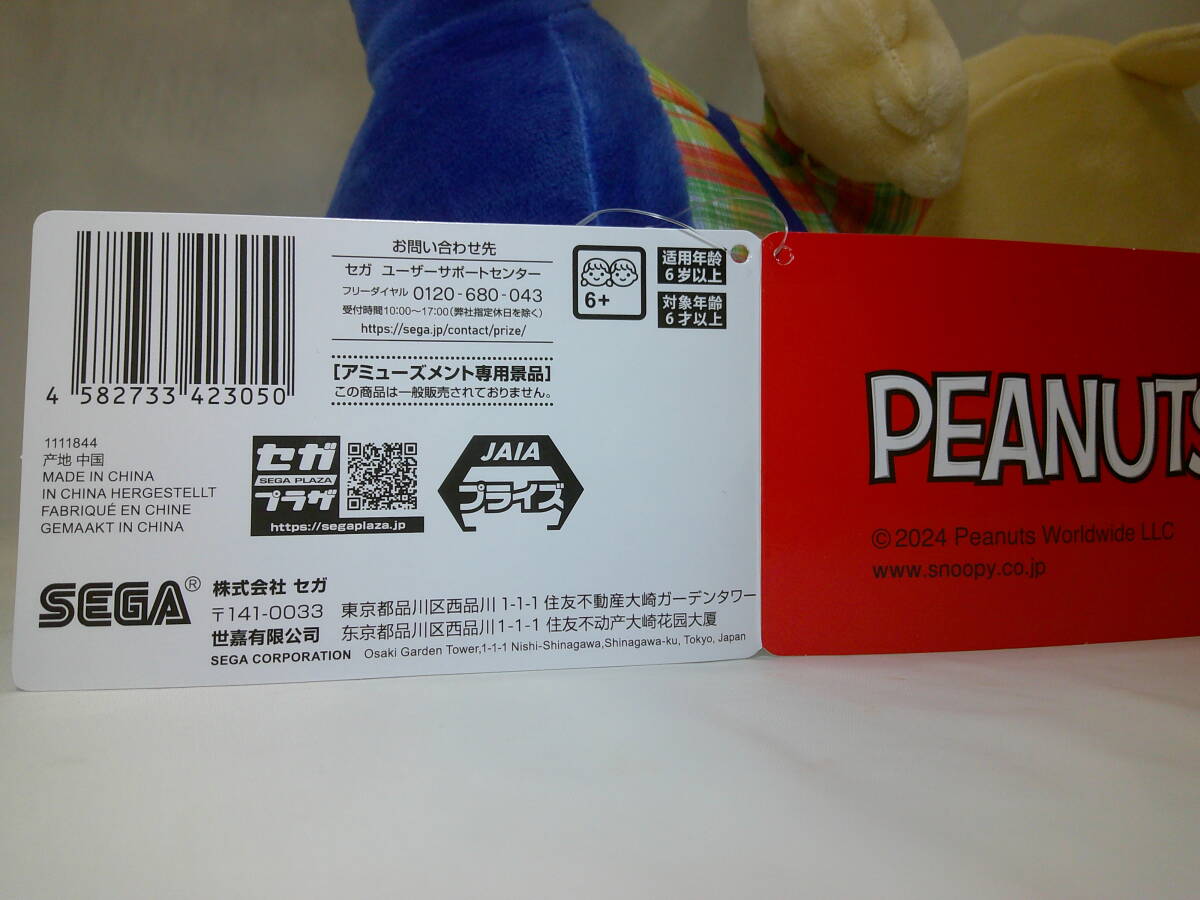 4 582733 423050
1111844
产地 中国
MADE IN CHINA
IN CHINA HERGESTELLT
FABRIQUÉ EN CHINE
GEMAAKT IN CHINA
お問い合わせ先
セガ ユーザーサポートセンター
フリーダイヤル 0120-680-043
受付時間10:00〜17:00(弊社指定休日を除く)
https://sega.jp/contact/prize/
[アミューズメント専用景品]
この商品は一般販売されておりません。
6+
适用年龄
6岁以上
対象年齢
6才以上
セガ
SEGA PLAZA
プラザ
https://segaplaza.jp
JAIA
プライズ
SEGA®
株式会社 セガ
〒141-0033 東京都品川区西品川1-1-1 住友不動産大崎ガーデンタワー
世嘉有限公司 东京都品川区西品川1-1-1 住友不动产大崎花园大厦
SEGA CORPORATION Osaki Garden Tower,1-1-1 Nishi-Shinagawa,Shinagawa-ku, Tokyo, Japan
PEANUTS
©2024 Peanuts Worldwide LLC
www.snoopy.co.jp